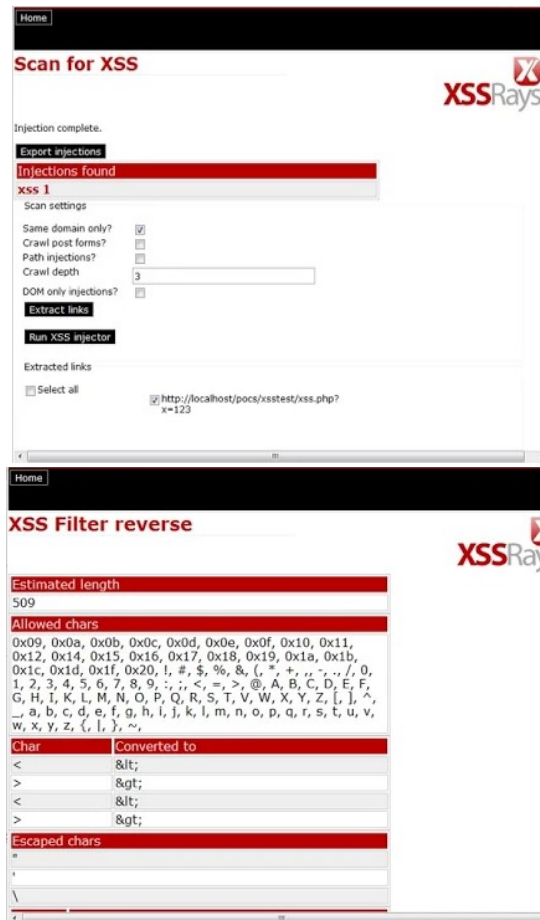 Home
Scan for XSS
XSSRays
Injection complete.
Export injections
Injections found
xss 1
Scan settings
Same domain only?
Crawl post forms?
Path injections?
Crawl depth
3
DOM only injections?
Extract links
Run XSS injector
Extracted links
Select all
http://localhost/pocs/xsstest/xss.php?
x=123
Home
XSS Filter reverse
XSSRay
Estimated length
509
Allowed chars
0x09, 0x0a, 0x0b, 0x0c, 0x0d, 0x0e, 0x0f, 0x10, 0x11,
0x12, 0x14, 0x15, 0x16, 0x17, 0x18, 0x19, 0x1a, 0x1b,
0x1c, 0x1d, 0x1f, 0x20, !, #, $, %, &, (, *, +, ,, -, ., /, 0,
1, 2, 3, 4, 5, 6, 7, 8, 9, :, ;, <, =, >, @, A, B, C, D, E, F,
G, H, I, K, L, M, N, O, P, Q, R, S, T, V, W, X, Y, Z, [, ], ^,
_, a, b, c, d, e, f, g, h, i, j, k, l, m, n, o, p, q, r, s, t, u, v,
w, x, y, z, {, |, }, ~,
Char Converted to
< &lt;
> &gt;
< &lt;
> &gt;
Escaped chars
"
'
\